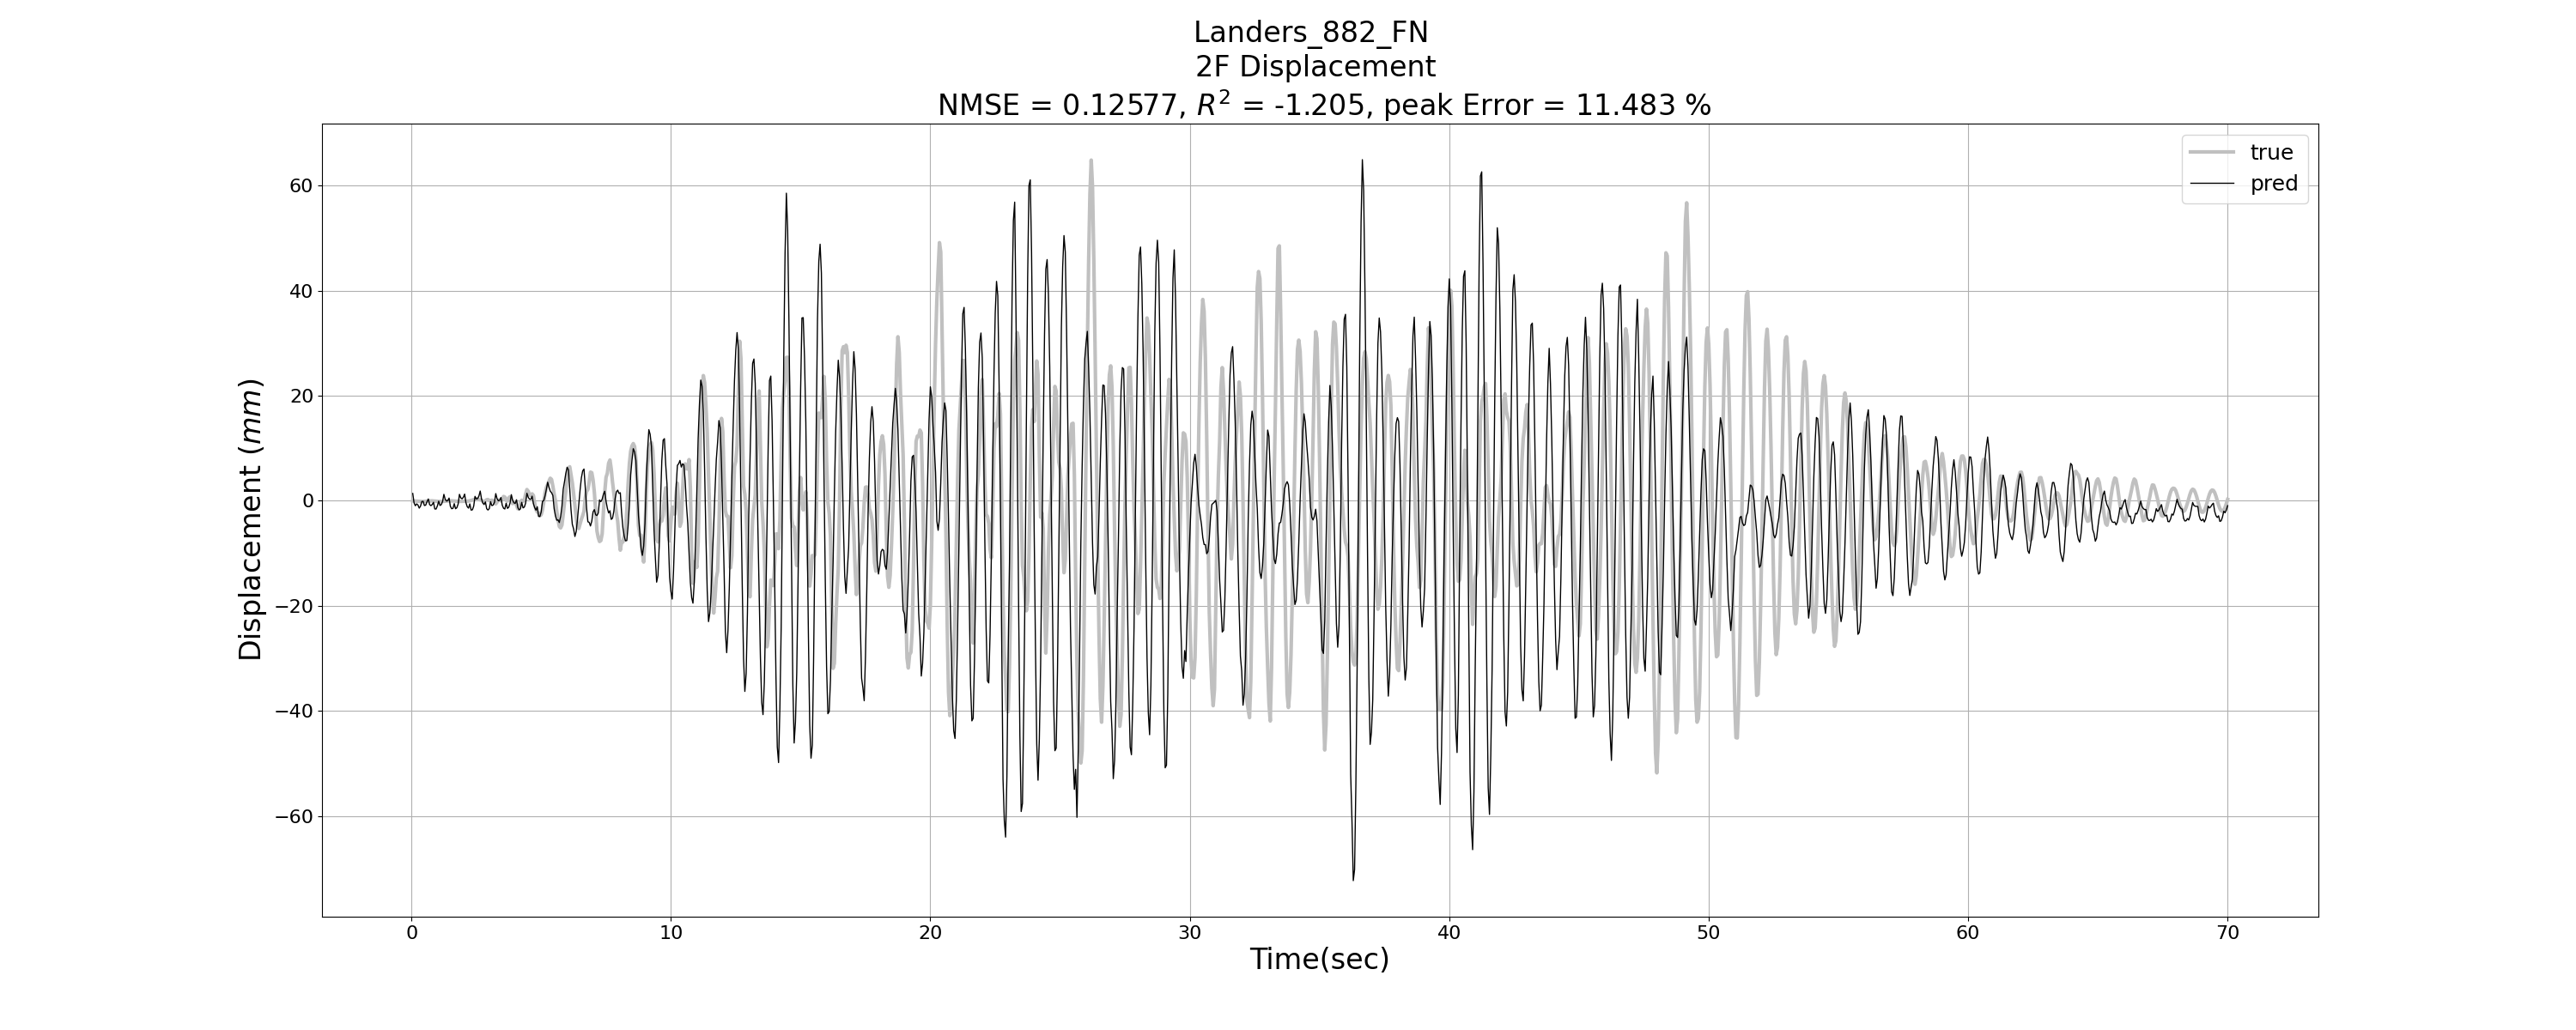 Landers_882_FN
2F Displacement
NMSE = 0.12577, R² = -1.205, peak Error = 11.483 %
true
pred
60
40
20
0
−20
−40
−60
Displacement (mm)
0 10 20 30 40 50 60 70
Time(sec)